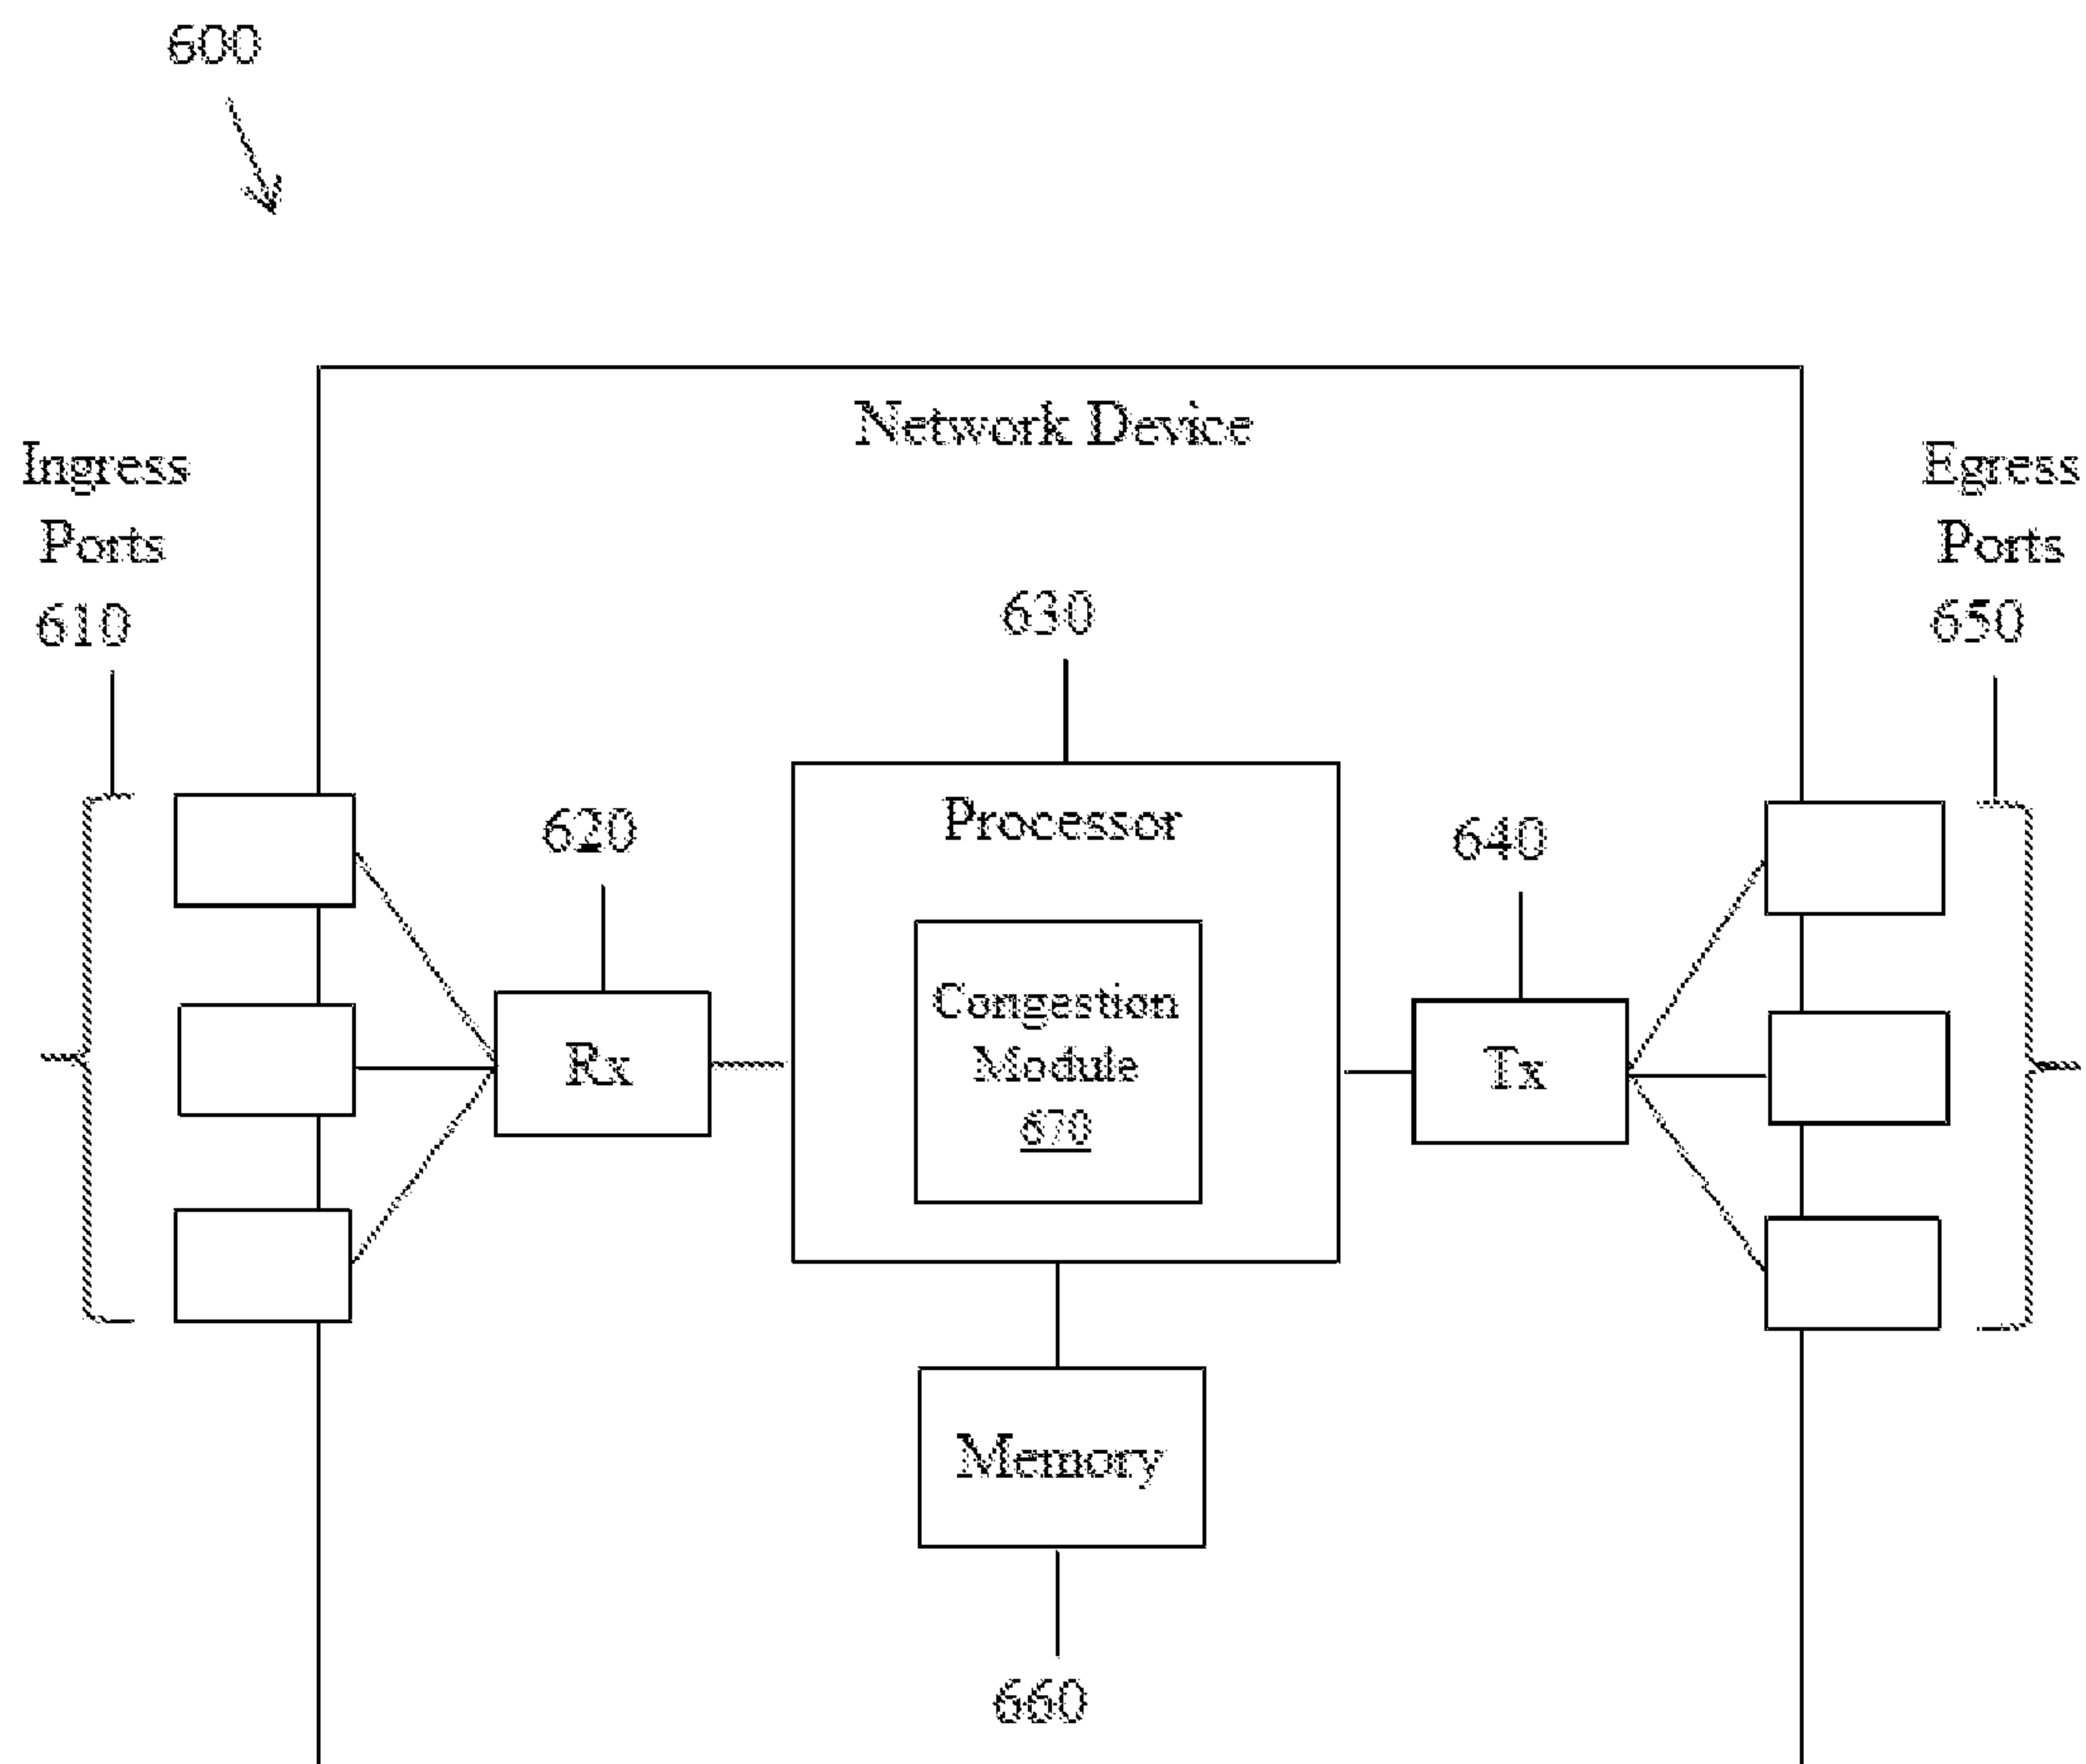 600
Network Device
Ingress
Ports
610
Egress
Ports
650
630
620
Processor
640
Congestion
Module
670
Rx
Tx
Memory
660